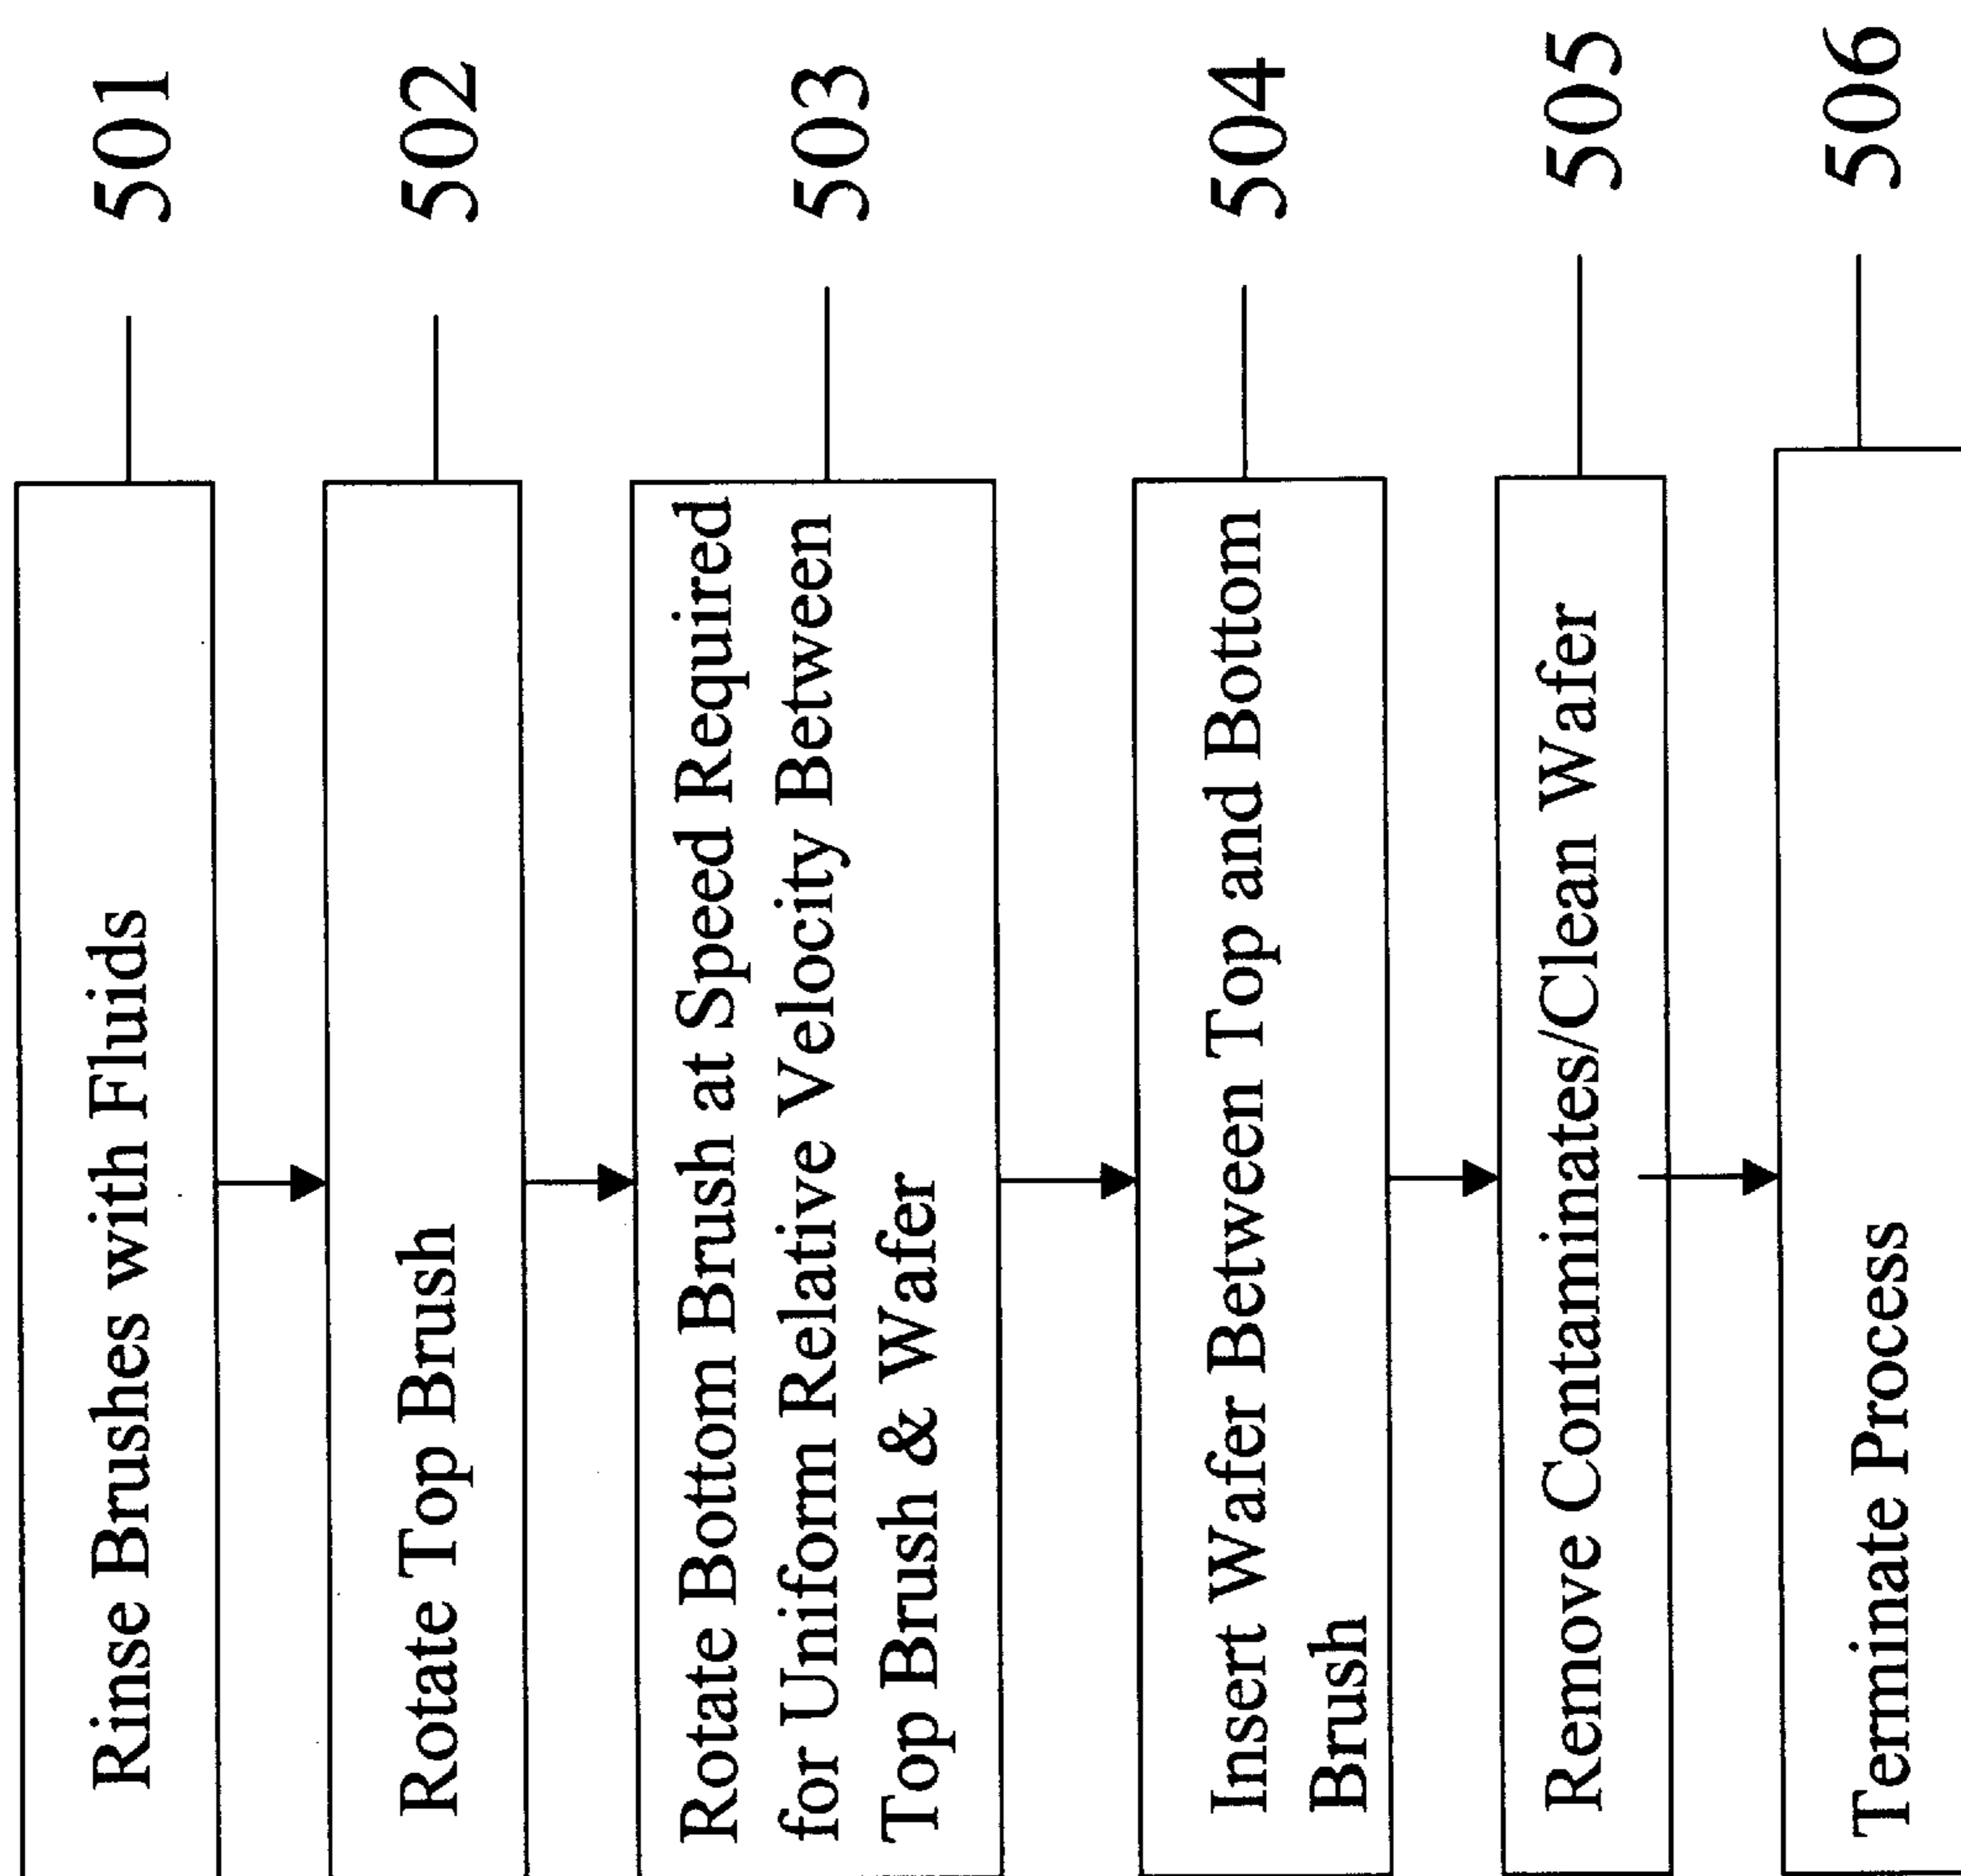 Rinse Brushes with Fluids
501
Rotate Top Brush
502
Rotate Bottom Brush at Speed Required
for Uniform Relative Velocity Between
Top Brush & Wafer
503
Insert Wafer Between Top and Bottom
Brush
504
Remove Contaminates/Clean Wafer
505
Terminate Process
506